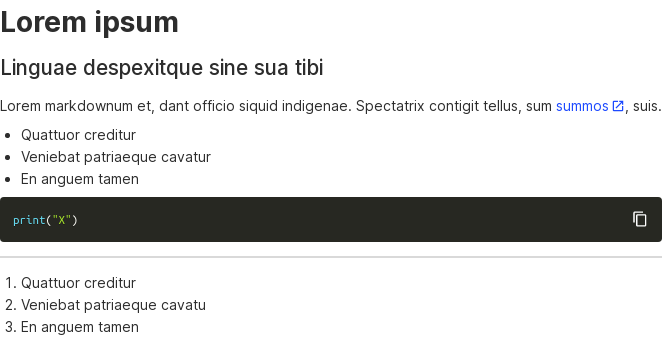 Lorem ipsum
Linguae despexitque sine sua tibi
Lorem markdownum et, dant officio siquid indigenae. Spectatrix contigit tellus, sum summos, suis.
• Quattuor creditur
• Veniebat patriaeque cavatur
• En anguem tamen
print("X")
1. Quattuor creditur
2. Veniebat patriaeque cavatu
3. En anguem tamen